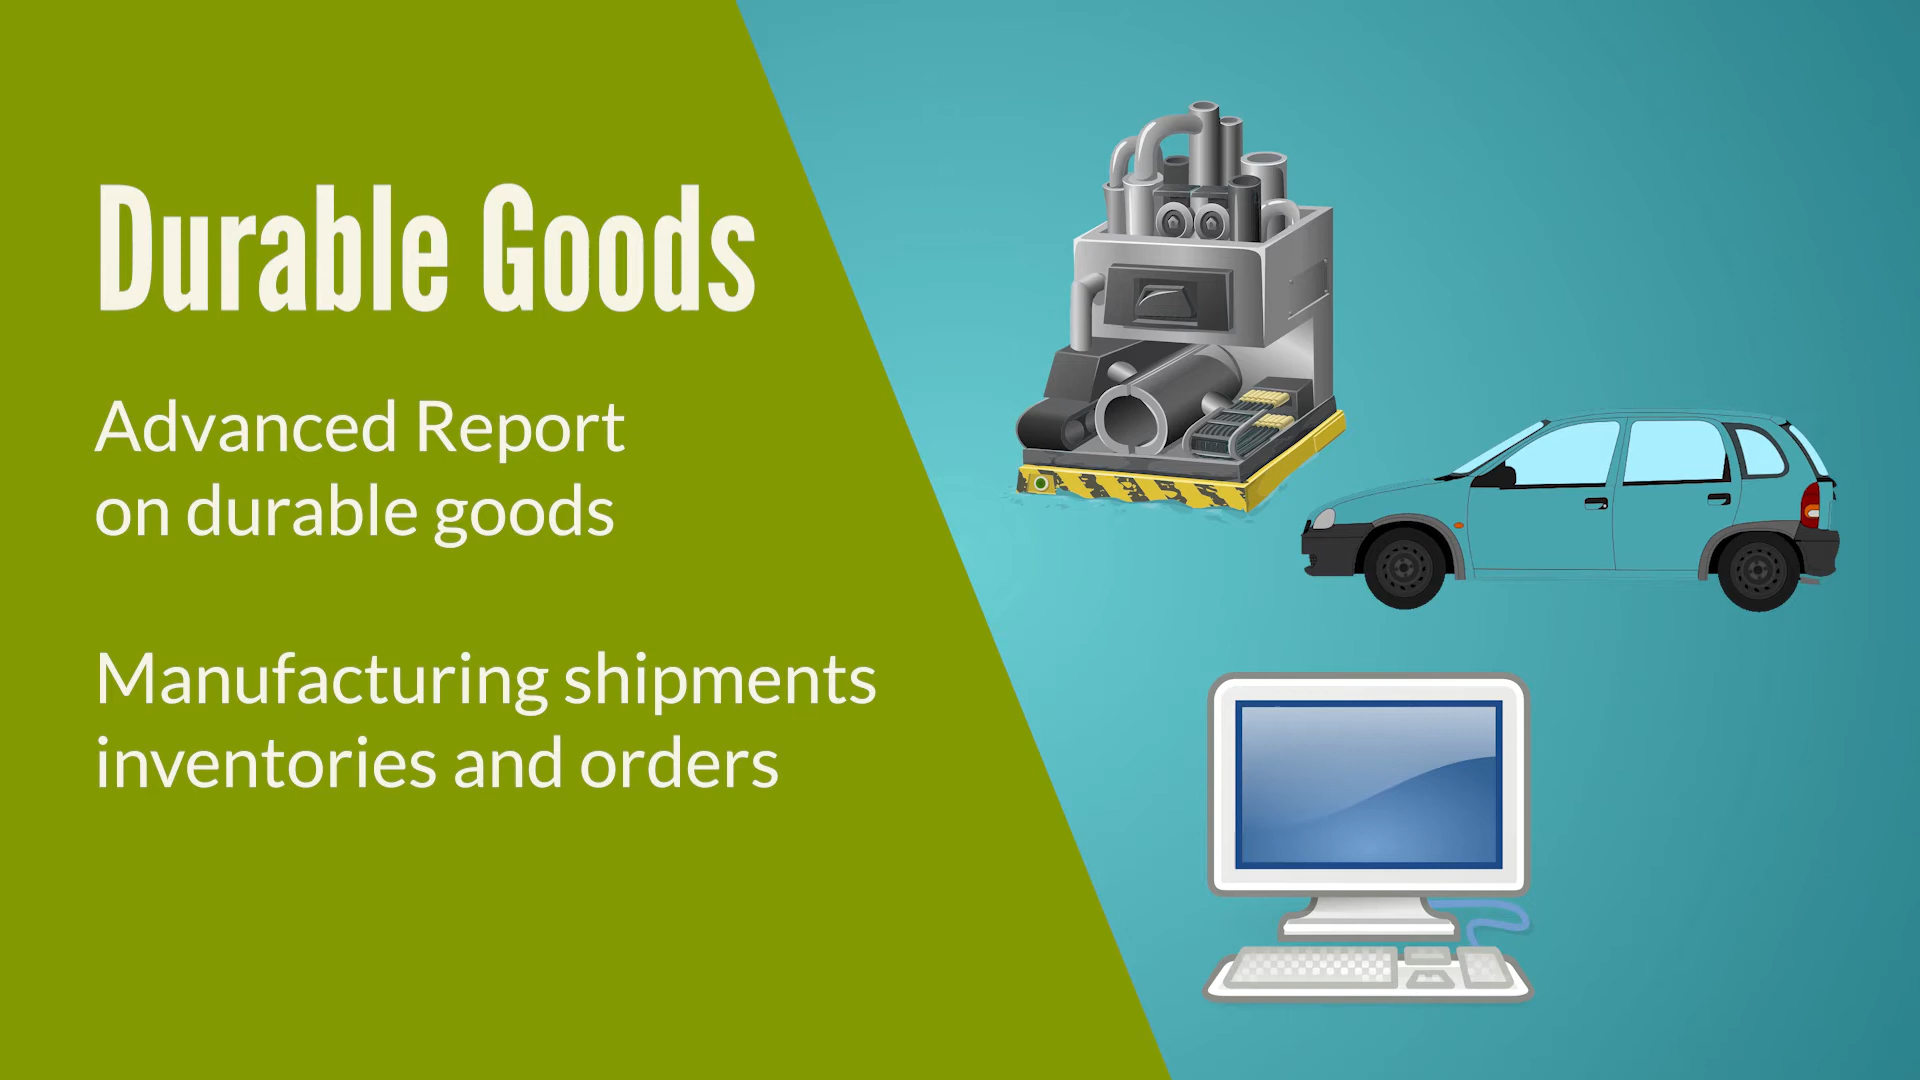 Durable Goods
Advanced Report
on durable goods
Manufacturing shipments
inventories and orders